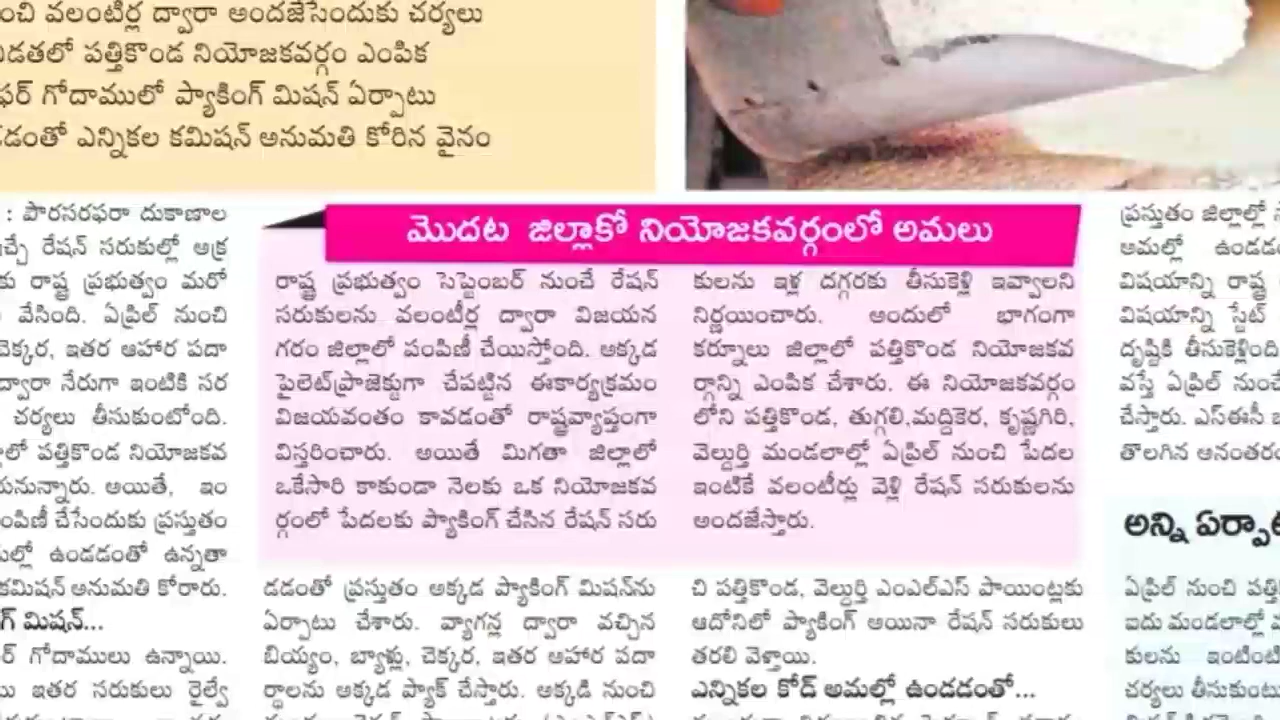 వలంటీర్ల ద్వారా అందజేసేందుకు చర్యలు
పత్తికొండ నియోజకవర్గం ఎంపిక
గోదాములో ప్యాకింగ్ మిషన్ ఏర్పాటు
ఎన్నికల కమిషన్ అనుమతి కోరిన వైనం
: పౌరసరఫరా దుకాణాల
రేషన్ సరుకుల్లో అక్ర
రాష్ట్ర ప్రభుత్వం మరో
వేసింది. ఏప్రిల్ నుంచి
ఇతర ఆహార పదా
ద్వారా నేరుగా ఇంటికి సర
చర్యలు తీసుకుంటోంది.
పత్తికొండ నియోజకవ
అయితే, ఇం
చేసేందుకు ప్రస్తుతం
ఉండడంతో ఉన్నతా
కమిషన్ అనుమతి కోరారు.
మిషన్...
గోదాములు ఉన్నాయి.
ఇతర సరుకులు రైల్వే
మొదట జిల్లాకో నియోజకవర్గంలో అమలు
రాష్ట్ర ప్రభుత్వం సెప్టెంబర్ నుంచే రేషన్
సరుకులను వలంటీర్ల ద్వారా విజయన
గరం జిల్లాలో పంపిణీ చేయిస్తోంది. అక్కడ
పైలెట్‌ప్రాజెక్టుగా చేపట్టిన ఈకార్యక్రమం
విజయవంతం కావడంతో రాష్ట్రవ్యాప్తంగా
విస్తరించారు. అయితే మిగతా జిల్లాలో
ఒకేసారి కాకుండా నెలకు ఒక నియోజకవ
ర్గంలో పేదలకు ప్యాకింగ్ చేసిన రేషన్ సరు
కులను ఇళ్ల దగ్గరకు తీసుకెళ్లి ఇవ్వాలని
నిర్ణయించారు. అందులో భాగంగా
కర్నూలు జిల్లాలో పత్తికొండ నియోజకవ
ర్గాన్ని ఎంపిక చేశారు. ఈ నియోజకవర్గం
లోని పత్తికొండ, తుగ్గలి,మద్దికెర, కృష్ణగిరి,
వెల్దుర్తి మండలాల్లో ఏప్రిల్ నుంచి పేదల
ఇంటికే వలంటీర్లు వెళ్లి రేషన్ సరుకులను
అందజేస్తారు.
డడంతో ప్రస్తుతం అక్కడ ప్యాకింగ్ మిషన్‌ను
ఏర్పాటు చేశారు. వ్యాగన్ల ద్వారా వచ్చిన
బియ్యం, బ్యాళ్లు, చెక్కర, ఇతర ఆహార పదా
ర్థాలను అక్కడ ప్యాక్ చేస్తారు. అక్కడి నుంచి
చి పత్తికొండ, వెల్దుర్తి ఎంఎల్ఎస్ పాయింట్లకు
ఆదోనిలో ప్యాకింగ్ అయినా రేషన్ సరుకులు
తరలి వెళ్తాయి.
ఎన్నికల కోడ్ అమల్లో ఉండడంతో...
ప్రస్తుతం జిల్లాల్లో
అమల్లో
విషయాన్ని రాష్ట్ర
విషయాన్ని స్టేట్
దృష్టికి తీసుకెళ్లింది
వస్తే ఏప్రిల్
చేస్తారు. ఎస్ఈసీ
తొలగిన
అన్ని
ఏప్రిల్ నుంచి
ఐదు మండలాల్లో
కులను
చర్యలు